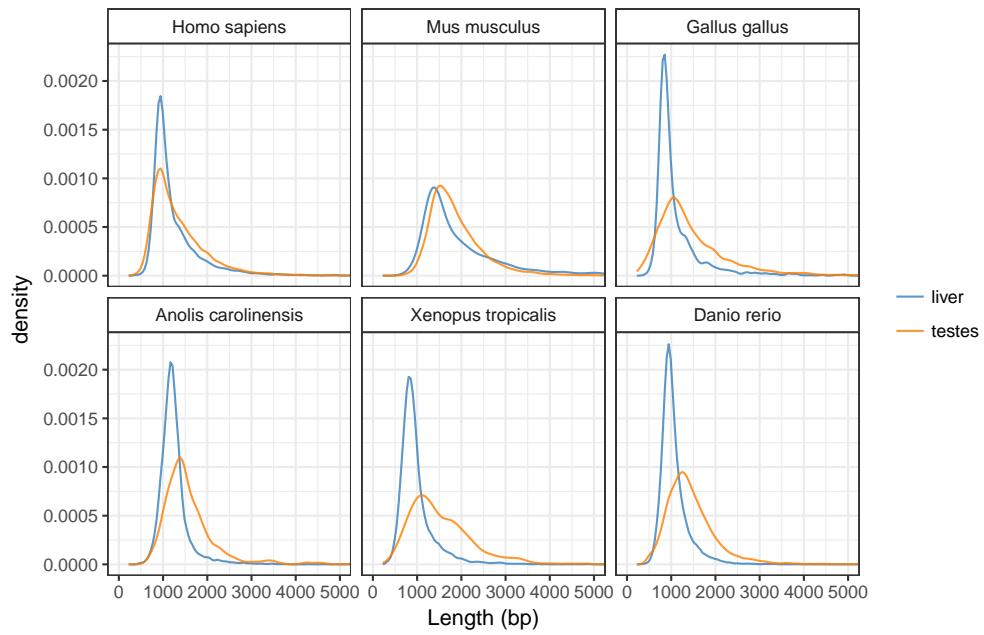 Homo sapiens Mus musculus Gallus gallus
0.0020
0.0015
0.0010
0.0005
0.0000
density
Anolis carolinensis Xenopus tropicalis Danio rerio
0.0020
0.0015
0.0010
0.0005
0.0000
0 1000 2000 3000 4000 5000 0 1000 2000 3000 4000 5000 0 1000 2000 3000 4000 5000
Length (bp)
liver
testes